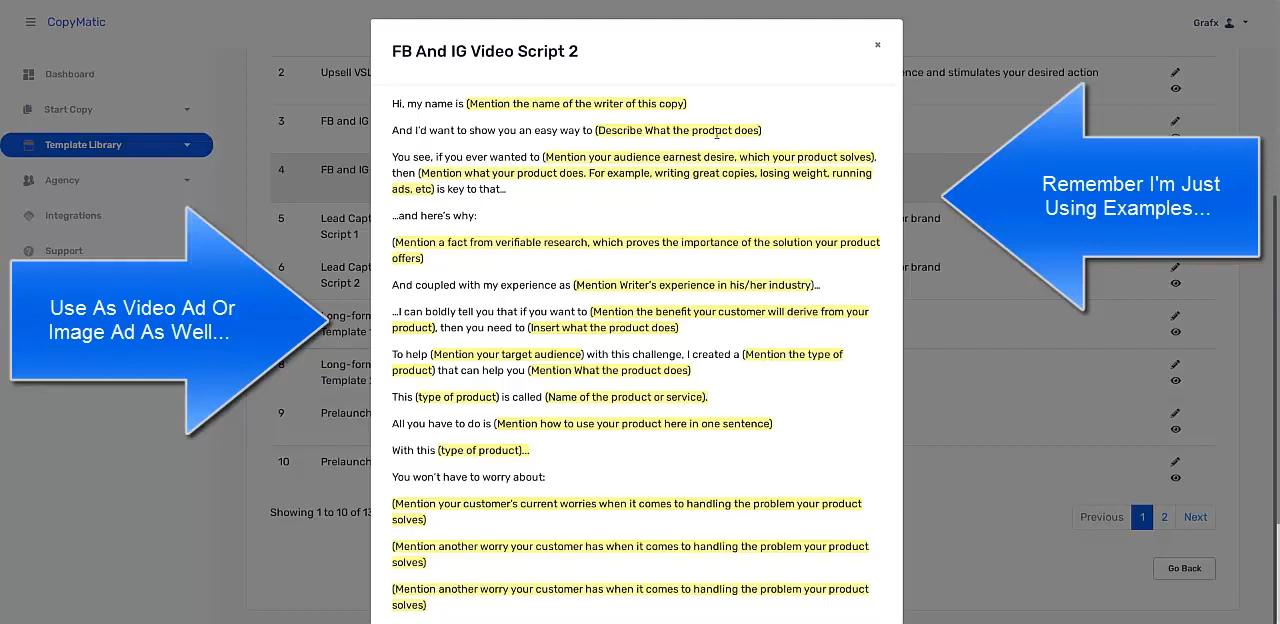 CopyMatic
Grafx
Dashboard
Start Copy
Template Library
Agency
Integrations
Support
2 Upsell VSL
ence and stimulates your desired action
3 FB and IG
4 FB and IG
5 Lead Capt
Script 1
ur brand
6 Lead Capt
Script 2
or brand
Long-form
Template 1
8 Long-form
Template 2
9 Prelaunch
10 Prelaunch
Showing 1 to 10 of 13
Previous 1 2 Next
Go Back
FB And IG Video Script 2
×
Hi, my name is (Mention the name of the writer of this copy)
And I'd want to show you an easy way to (Describe What the product does)
You see, if you ever wanted to (Mention your audience earnest desire, which your product solves),
then (Mention what your product does. For example, writing great copies, losing weight, running
ads, etc) is key to that…
…and here's why:
(Mention a fact from verifiable research, which proves the importance of the solution your product
offers)
And coupled with my experience as (Mention Writer's experience in his/her industry)…
…I can boldly tell you that if you want to (Mention the benefit your customer will derive from your
product), then you need to (Insert what the product does)
To help (Mention your target audience) with this challenge, I created a (Mention the type of
product) that can help you (Mention What the product does)
This (type of product) is called (Name of the product or service).
All you have to do is (Mention how to use your product here in one sentence)
With this (type of product)…
You won't have to worry about:
(Mention your customer's current worries when it comes to handling the problem your product
solves)
(Mention another worry your customer has when it comes to handling the problem your product
solves)
(Mention another worry your customer has when it comes to handling the problem your product
solves)
Use As Video Ad Or
Image Ad As Well...
Remember I'm Just
Using Examples...